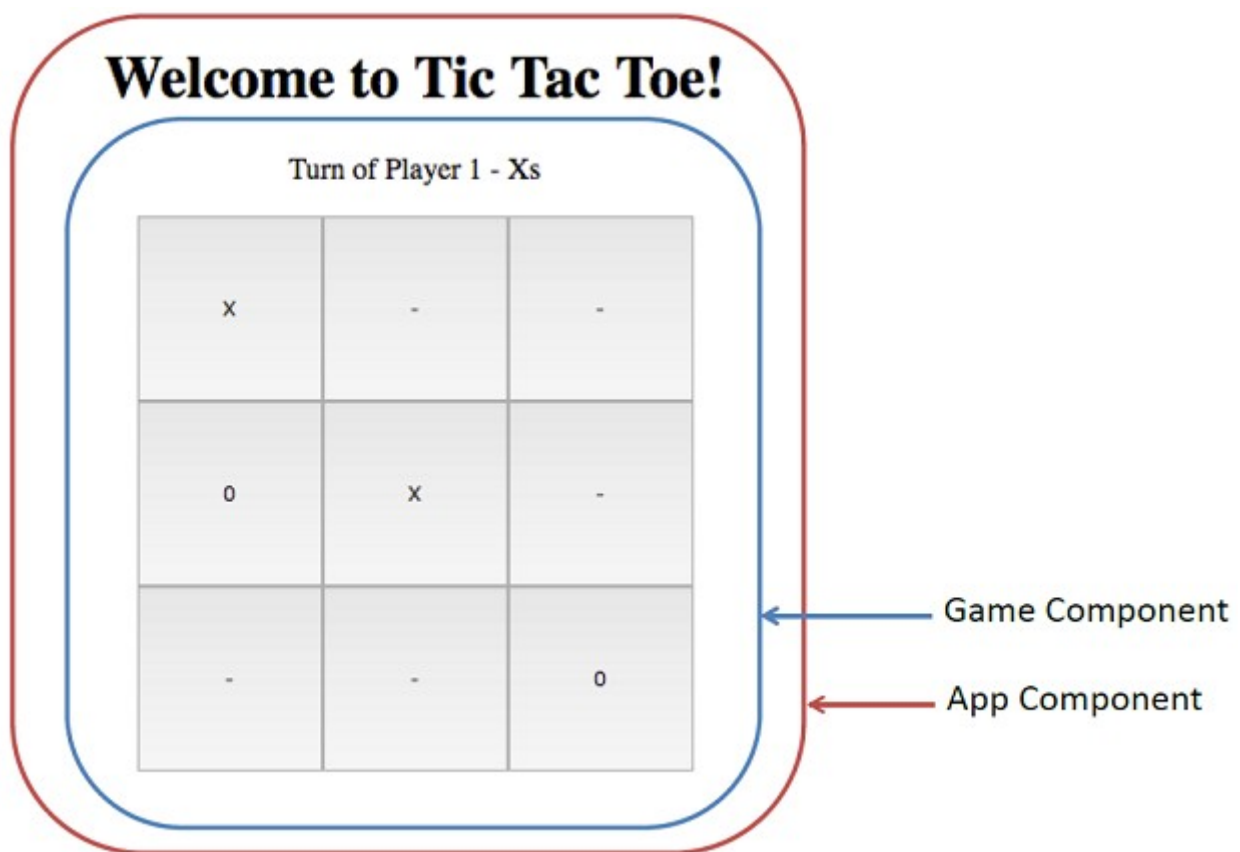 Welcome to Tic Tac Toe!
Turn of Player 1 - Xs
X - -
0 X -
- - 0
Game Component
App Component